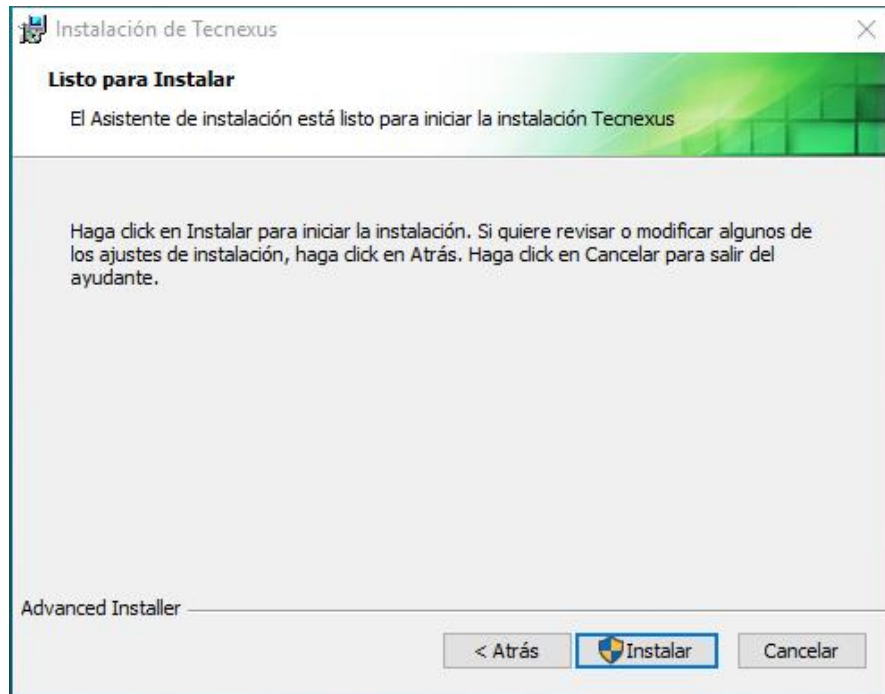 Instalación de Tecnexus
Listo para Instalar
El Asistente de instalación está listo para iniciar la instalación Tecnexus
Haga click en Instalar para iniciar la instalación. Si quiere revisar o modificar algunos de
los ajustes de instalación, haga click en Atrás. Haga click en Cancelar para salir del
ayudante.
Advanced Installer
< Atrás
Instalar
Cancelar